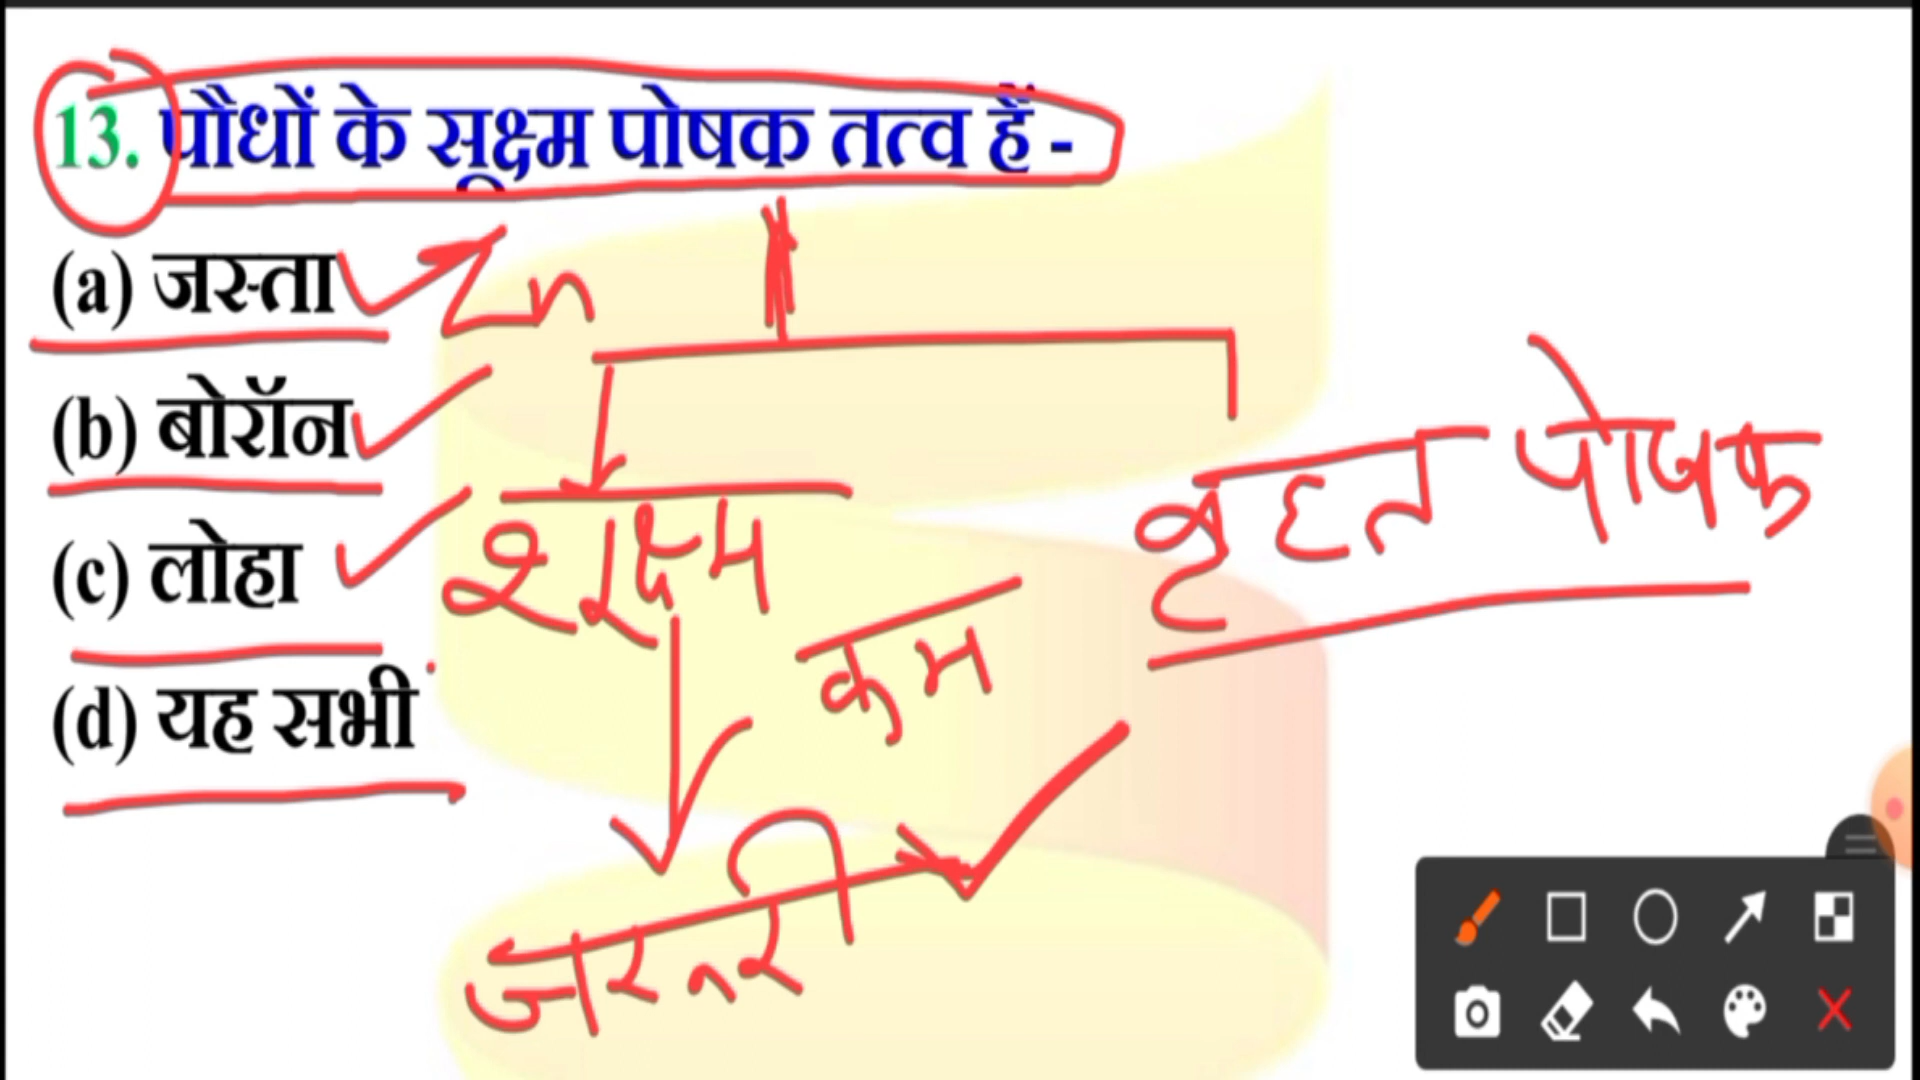 13. पौधों के सूक्ष्म पोषक तत्व हैं -
(a) जस्ता Zn
(b) बोरॉन
(c) लोहा
(d) यह सभी
सूक्ष्म
बृहत पोषक
कम
जरूरी